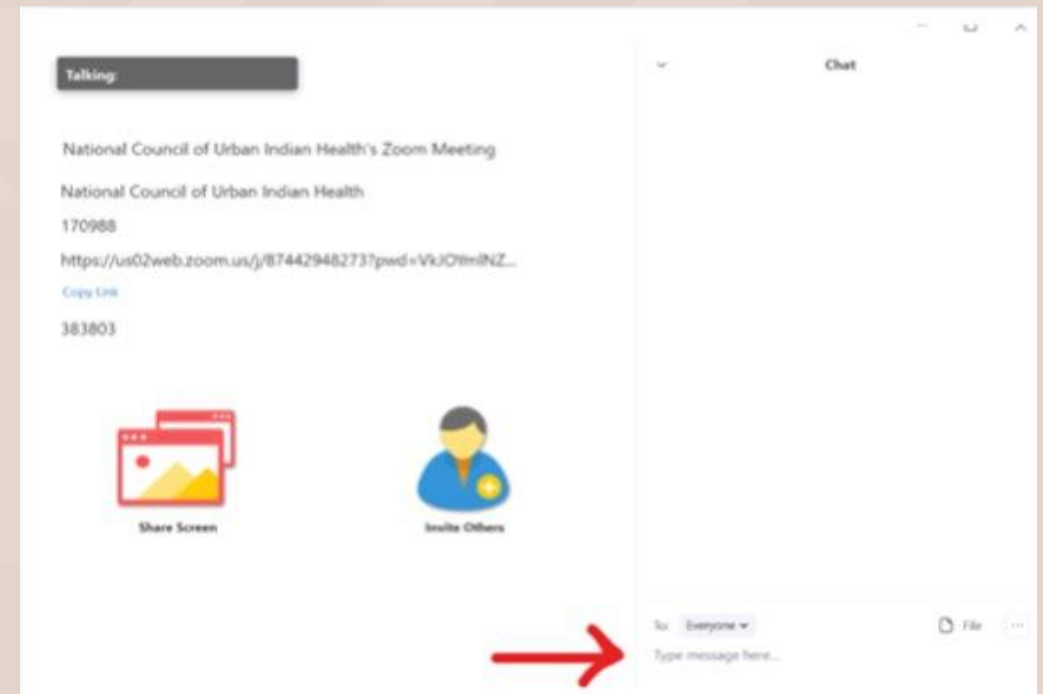 Talking:
National Council of Urban Indian Health's Zoom Meeting
National Council of Urban Indian Health
170988
https://us02web.zoom.us/j/87442948273?pwd=VkJOYmlNZ...
Copy Link
383803
Share Screen
Invite Others
Chat
To: Everyone
File
Type message here...